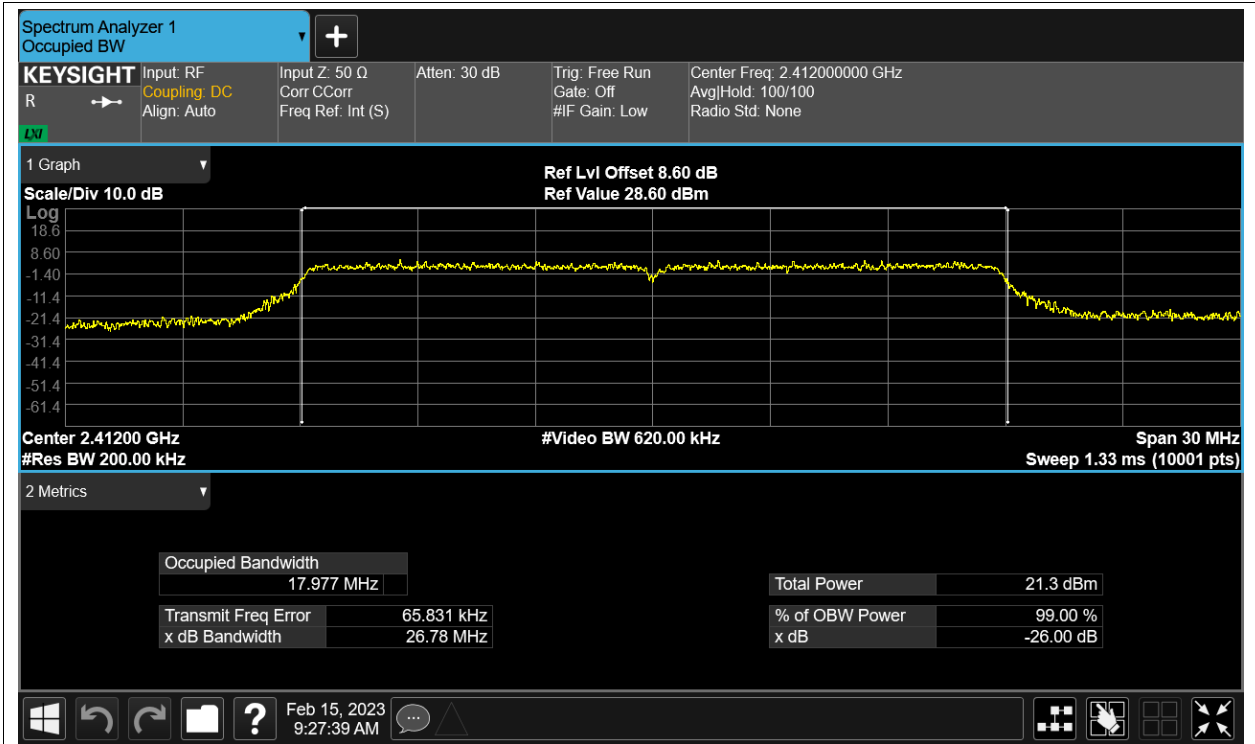 Spectrum Analyzer 1
Occupied BW
KEYSIGHT
R
LXI
Input: RF
Coupling: DC
Align: Auto
Input Z: 50 Ω
Corr CCorr
Freq Ref: Int (S)
Atten: 30 dB
Trig: Free Run
Gate: Off
#IF Gain: Low
Center Freq: 2.412000000 GHz
Avg|Hold: 100/100
Radio Std: None
1 Graph
Scale/Div 10.0 dB
Ref Lvl Offset 8.60 dB
Ref Value 28.60 dBm
Log
18.6
8.60
-1.40
-11.4
-21.4
-31.4
-41.4
-51.4
-61.4
Center 2.41200 GHz
#Res BW 200.00 kHz
#Video BW 620.00 kHz
Span 30 MHz
Sweep 1.33 ms (10001 pts)
2 Metrics
Occupied Bandwidth
17.977 MHz
Transmit Freq Error 65.831 kHz
x dB Bandwidth 26.78 MHz
Total Power 21.3 dBm
% of OBW Power 99.00 %
x dB -26.00 dB
?
Feb 15, 2023
9:27:39 AM